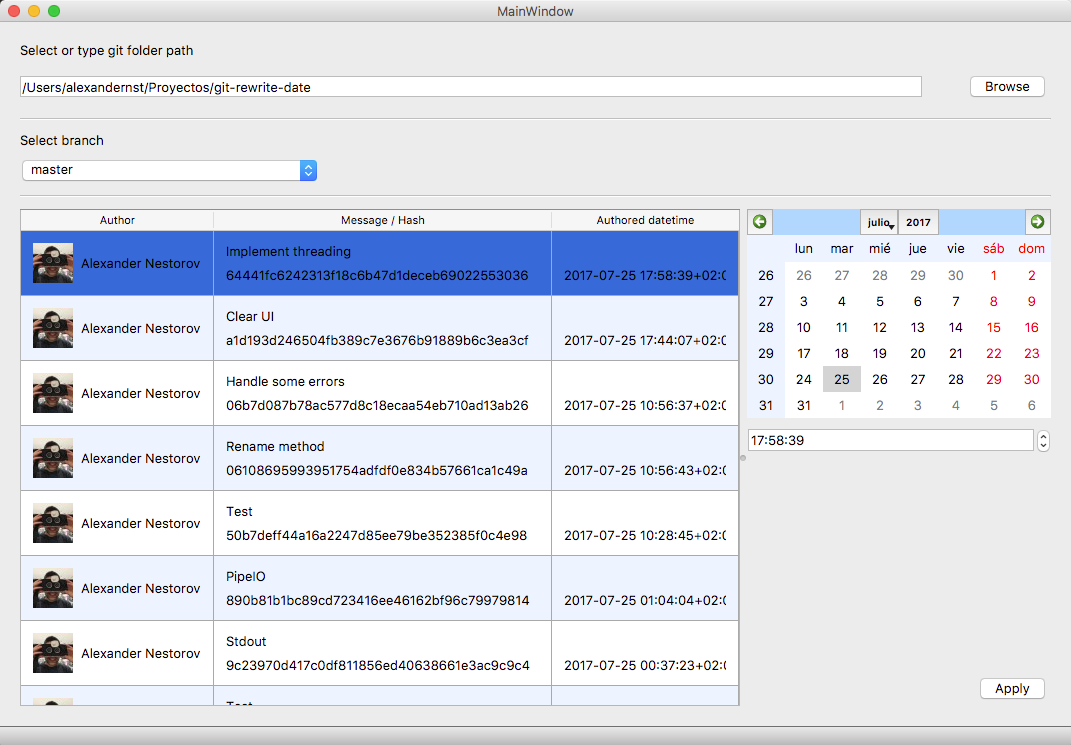 MainWindow
Select or type git folder path
/Users/alexandernst/Proyectos/git-rewrite-date
Browse
Select branch
master
Author Message / Hash Authored datetime
Alexander Nestorov
Implement threading
64441fc6242313f18c6b47d1deceb69022553036
2017-07-25 17:58:39+02:0
Alexander Nestorov
Clear UI
a1d193d246504fb389c7e3676b91889b6c3ea3cf
2017-07-25 17:44:07+02:0
Alexander Nestorov
Handle some errors
06b7d087b78ac577d8c18ecaa54eb710ad13ab26
2017-07-25 10:56:37+02:0
Alexander Nestorov
Rename method
06108695993951754adfdf0e834b57661ca1c49a
2017-07-25 10:56:43+02:0
Alexander Nestorov
Test
50b7deff44a16a2247d85ee79be352385f0c4e98
2017-07-25 10:28:45+02:0
Alexander Nestorov
PipeIO
890b81b1bc89cd723416ee46162bf96c79979814
2017-07-25 01:04:04+02:0
Alexander Nestorov
Stdout
9c23970d417c0df811856ed40638661e3ac9c9c4
2017-07-25 00:37:23+02:0
Test
julio 2017
lun mar mié jue vie sáb dom
26 26 27 28 29 30 1 2
27 3 4 5 6 7 8 9
28 10 11 12 13 14 15 16
29 17 18 19 20 21 22 23
30 24 25 26 27 28 29 30
31 31 1 2 3 4 5 6
17:58:39
Apply